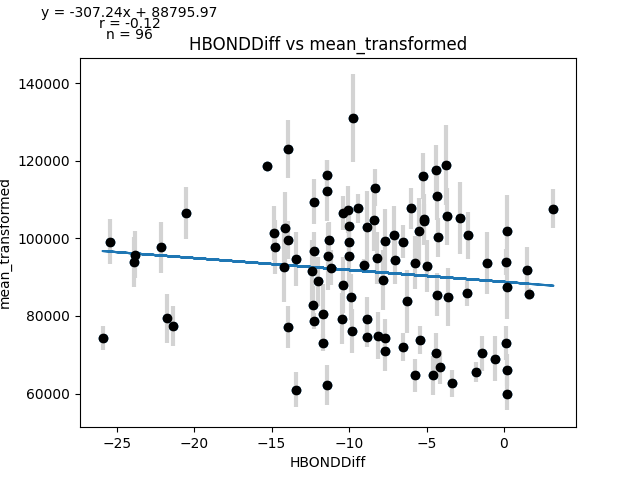 y = -307.24x + 88795.97
r = -0.12
n = 96
HBONDDiff vs mean_transformed
140000
120000
100000
80000
60000
mean_transformed
−25
−20
−15
−10
−5
0
HBONDDiff